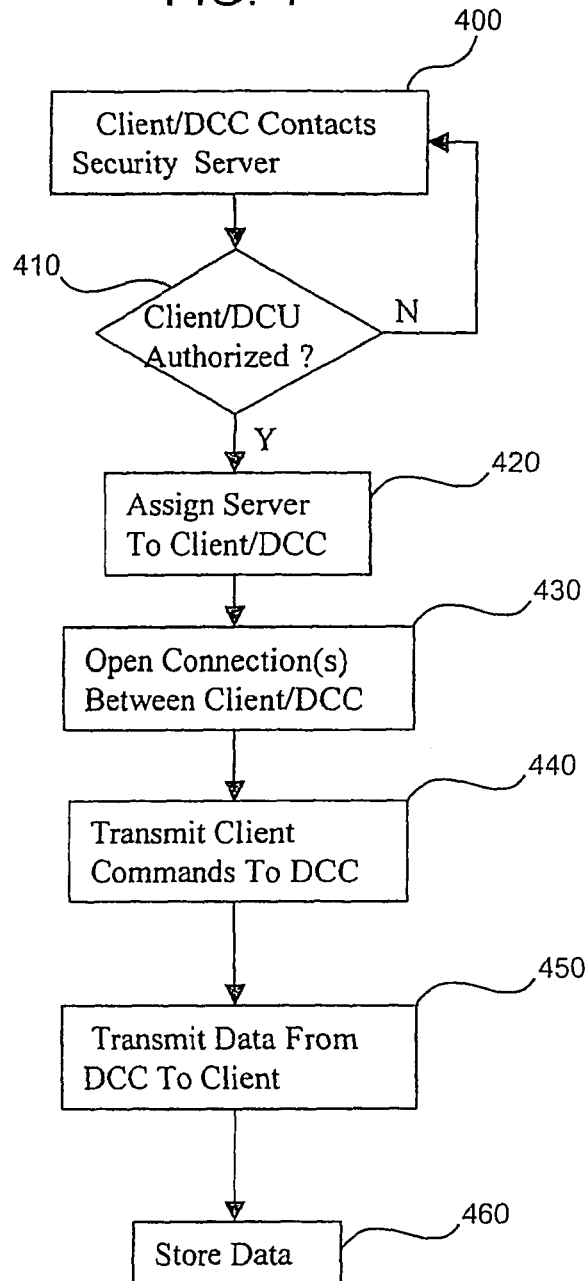 400
Client/DCC Contacts
Security Server
410
Client/DCU
Authorized ?
N
Y
420
Assign Server
To Client/DCC
430
Open Connection(s)
Between Client/DCC
440
Transmit Client
Commands To DCC
450
Transmit Data From
DCC To Client
460
Store Data